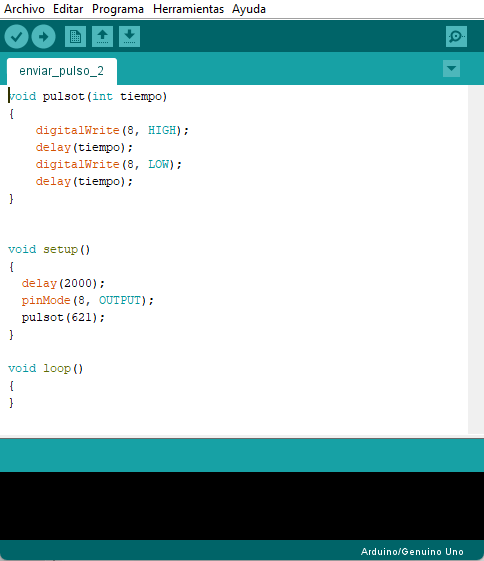 Archivo Editar Programa Herramientas Ayuda
enviar_pulso_2
void pulsot(int tiempo)
{
    digitalWrite(8, HIGH);
    delay(tiempo);
    digitalWrite(8, LOW);
    delay(tiempo);
}
void setup()
{
  delay(2000);
  pinMode(8, OUTPUT);
  pulsot(621);
}
void loop()
{
}
Arduino/Genuino Uno